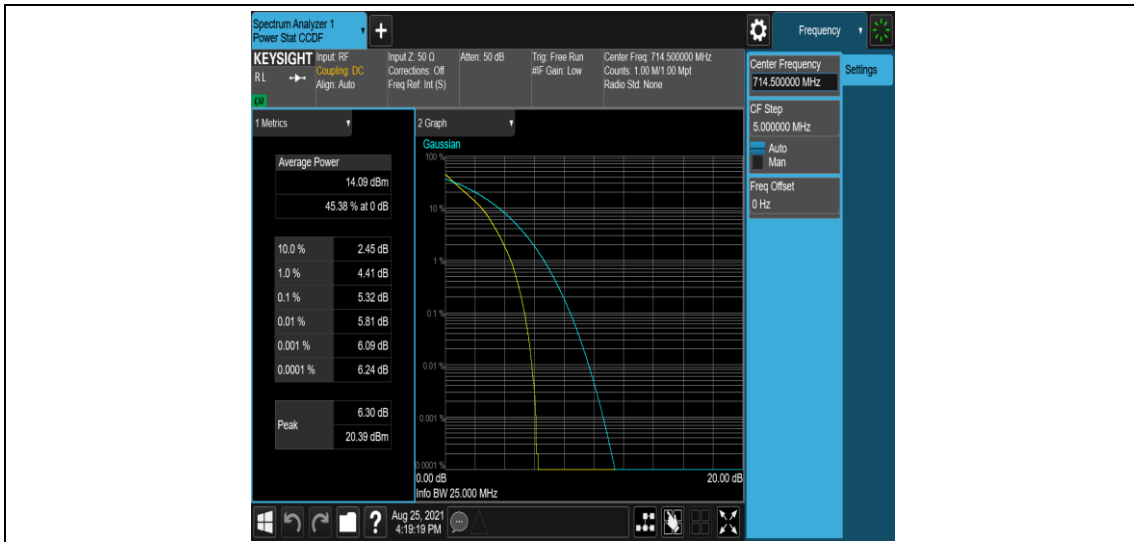 Spectrum Analyzer 1
Power Stat CCDF
Frequency
KEYSIGHT
RL
Input: RF
Coupling: DC
Align: Auto
Input Z: 50 Ω
Corrections: Off
Freq Ref: Int (S)
Atten: 50 dB
Trig: Free Run
#IF Gain: Low
Center Freq: 714.500000 MHz
Counts: 1.00 M/1.00 Mpt
Radio Std: None
Center Frequency
714.500000 MHz
Settings
CF Step
5.000000 MHz
Auto
Man
Freq Offset
0 Hz
1 Metrics
Average Power
14.09 dBm
45.38 % at 0 dB
10.0 % 2.45 dB
1.0 % 4.41 dB
0.1 % 5.32 dB
0.01 % 5.81 dB
0.001 % 6.09 dB
0.0001 % 6.24 dB
Peak
6.30 dB
20.39 dBm
2 Graph
Gaussian
100 %
10 %
1 %
0.1 %
0.01 %
0.001 %
0.0001 %
0.00 dB 20.00 dB
Info BW 25.000 MHz
?
Aug 25, 2021
4:19:19 PM